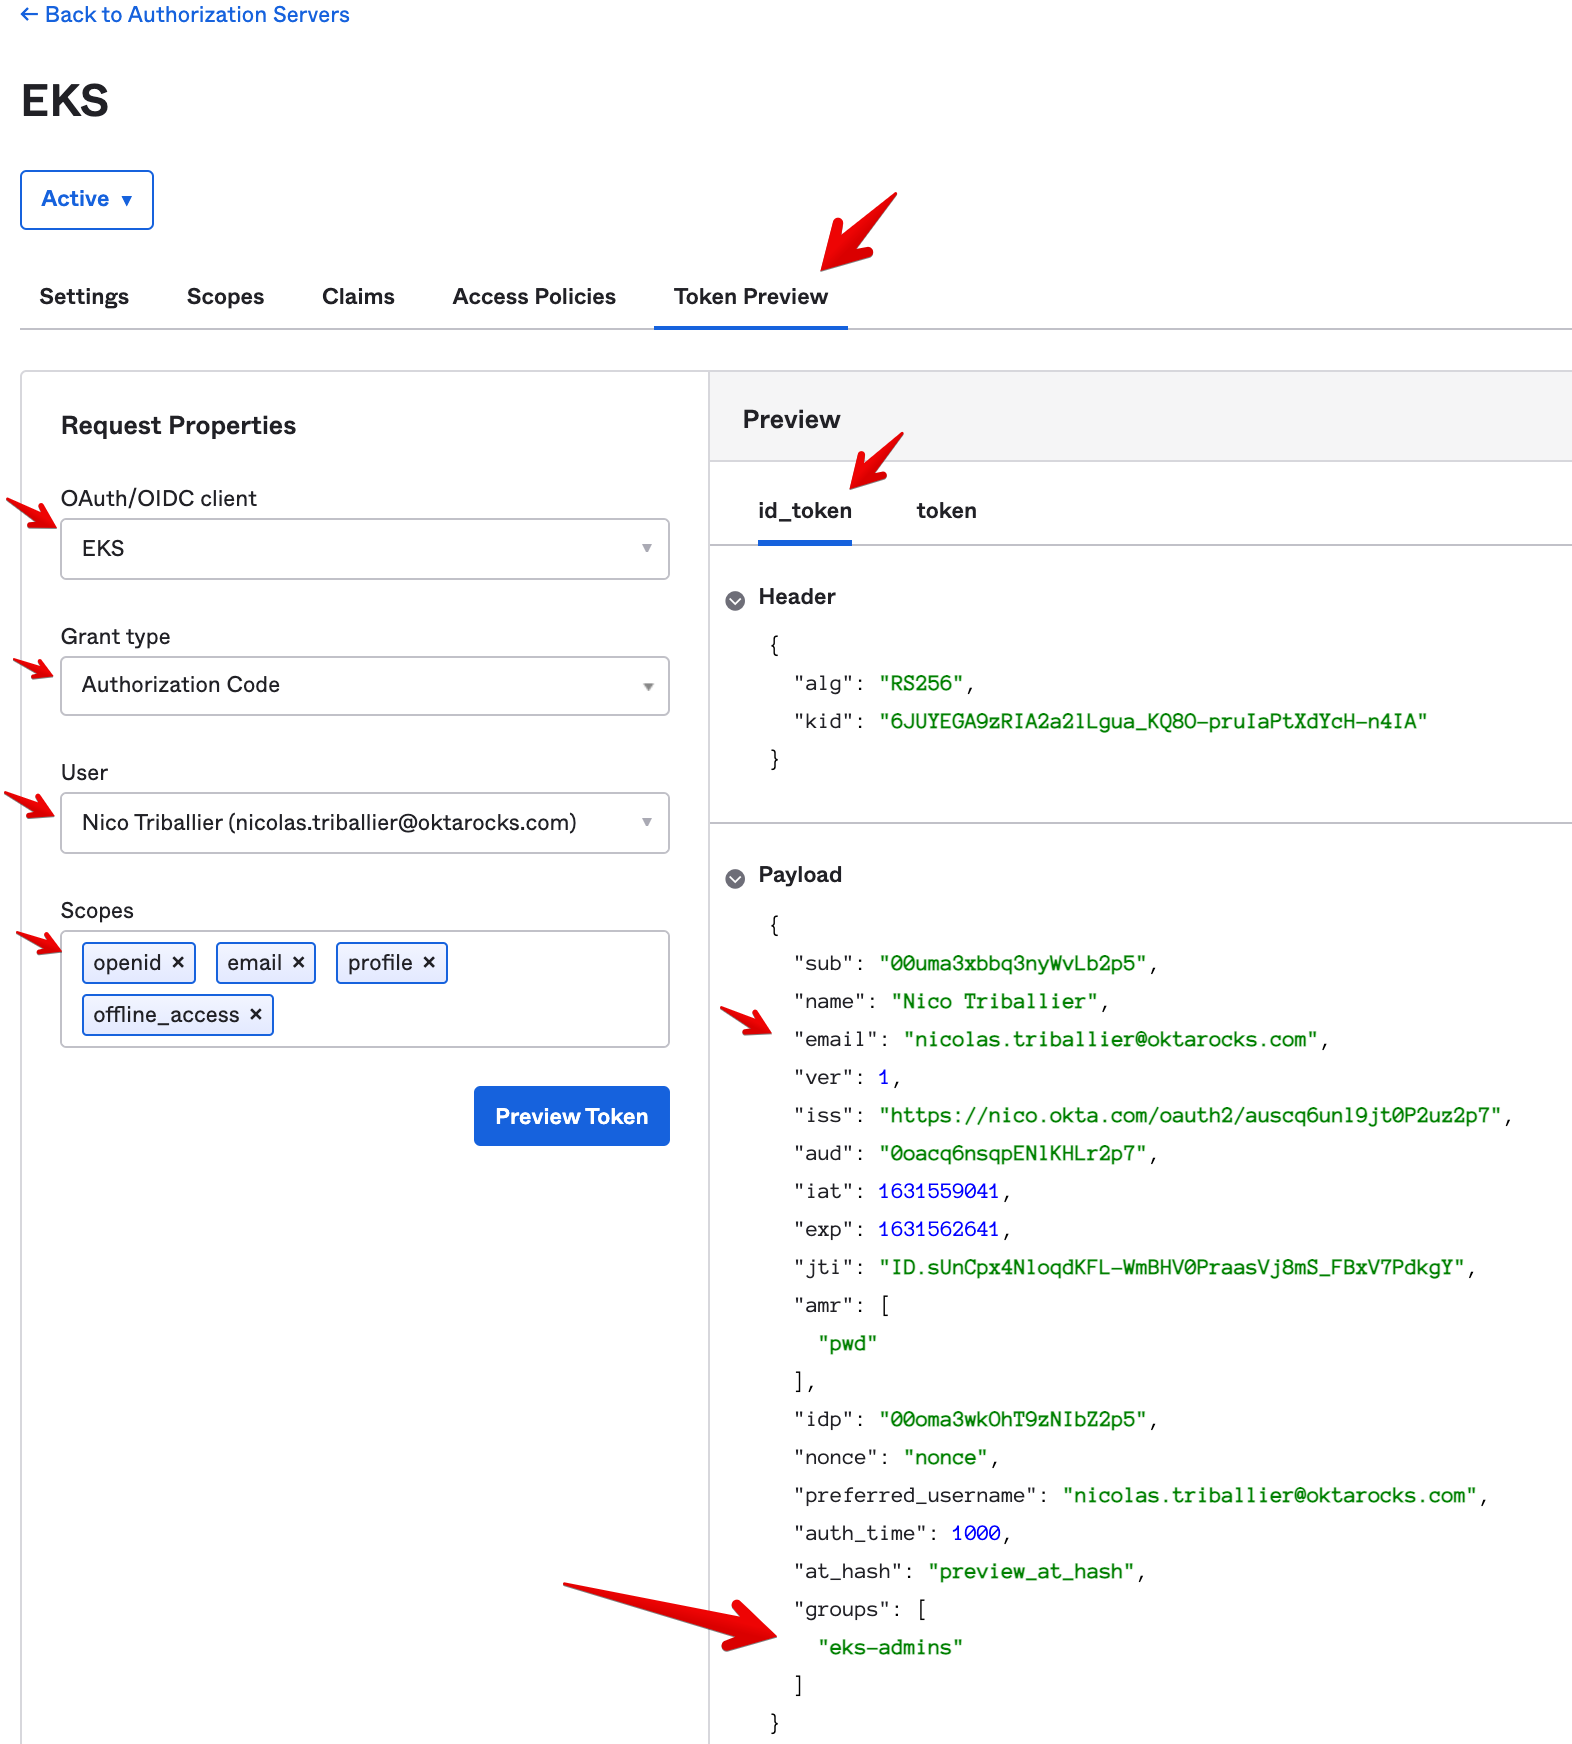 ← Back to Authorization Servers
EKS
Active ▼
Settings Scopes Claims Access Policies Token Preview
Request Properties
OAuth/OIDC client
EKS
Grant type
Authorization Code
User
Nico Triballier (nicolas.triballier@oktarocks.com)
Scopes
openid × email × profile ×
offline_access ×
Preview Token
Preview
id_token token
Header
{
"alg": "RS256",
"kid": "6JUYEGA9zRIA2a2lLgua_KQ8O-pruIaPtXdYcH-n4IA"
}
Payload
{
"sub": "00uma3xbbq3nyWvLb2p5",
"name": "Nico Triballier",
"email": "nicolas.triballier@oktarocks.com",
"ver": 1,
"iss": "https://nico.okta.com/oauth2/auscq6unl9jt0P2uz2p7",
"aud": "0oacq6nsqpENlKHLr2p7",
"iat": 1631559041,
"exp": 1631562641,
"jti": "ID.sUnCpx4NloqdKFL-WmBHV0PraasVj8mS_FBxV7PdkgY",
"amr": [
"pwd"
],
"idp": "00oma3wkOhT9zNIbZ2p5",
"nonce": "nonce",
"preferred_username": "nicolas.triballier@oktarocks.com",
"auth_time": 1000,
"at_hash": "preview_at_hash",
"groups": [
"eks-admins"
]
}